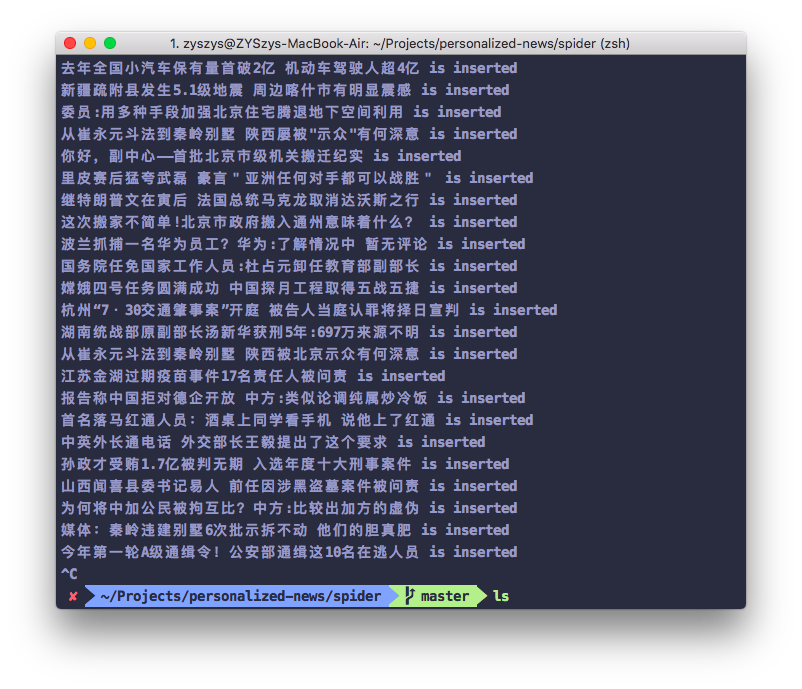 1. zyszys@ZYSzys-MacBook-Air: ~/Projects/personalized-news/spider (zsh)
去年全国小汽车保有量首破2亿 机动车驾驶人超4亿 is inserted
新疆疏附县发生5.1级地震 周边喀什市有明显震感 is inserted
委员:用多种手段加强北京住宅腾退地下空间利用 is inserted
从崔永元斗法到秦岭别墅 陕西屡被"示众"有何深意 is inserted
你好，副中心——首批北京市级机关搬迁纪实 is inserted
里皮赛后猛夸武磊 豪言＂亚洲任何对手都可以战胜＂ is inserted
继特朗普文在寅后 法国总统马克龙取消达沃斯之行 is inserted
这次搬家不简单!北京市政府搬入通州意味着什么？ is inserted
波兰抓捕一名华为员工？华为:了解情况中 暂无评论 is inserted
国务院任免国家工作人员:杜占元卸任教育部副部长 is inserted
嫦娥四号任务圆满成功 中国探月工程取得五战五捷 is inserted
杭州“7·30交通肇事案”开庭 被告人当庭认罪将择日宣判 is inserted
湖南统战部原副部长汤新华获刑5年:697万来源不明 is inserted
从崔永元斗法到秦岭别墅 陕西被北京示众有何深意 is inserted
江苏金湖过期疫苗事件17名责任人被问责 is inserted
报告称中国拒对德企开放 中方:类似论调纯属炒冷饭 is inserted
首名落马红通人员：酒桌上同学看手机 说他上了红通 is inserted
中英外长通电话 外交部长王毅提出了这个要求 is inserted
孙政才受贿1.7亿被判无期 入选年度十大刑事案件 is inserted
山西闻喜县委书记易人 前任因涉黑盗墓案件被问责 is inserted
为何将中加公民被拘互比？中方:比较出加方的虚伪 is inserted
媒体：秦岭违建别墅6次批示拆不动 他们的胆真肥 is inserted
今年第一轮A级通缉令！公安部通缉这10名在逃人员 is inserted
^C
✘ ~/Projects/personalized-news/spider master ls